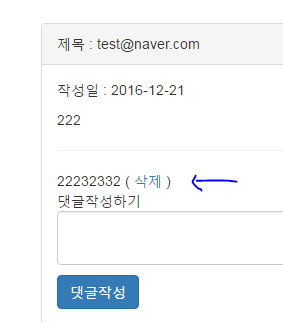 제목 : test@naver.com
작성일 : 2016-12-21
222
22232332 ( 삭제 )
댓글작성하기
댓글작성